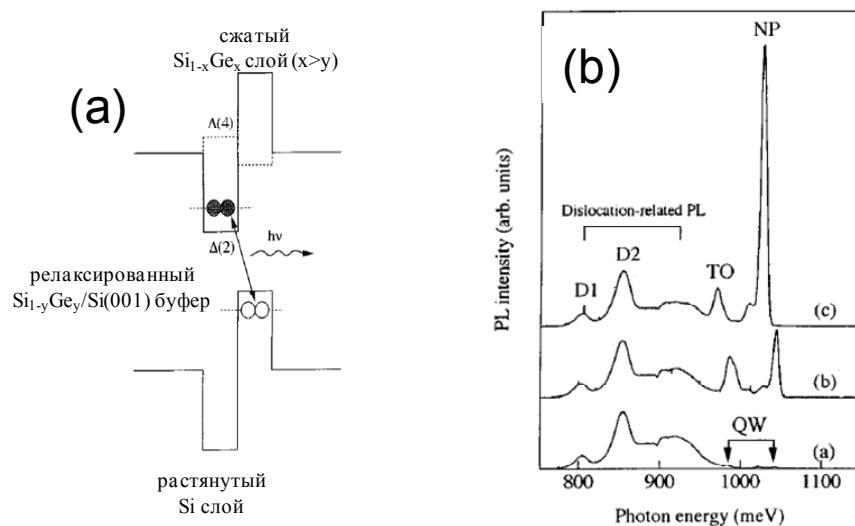 (a)
сжатый
Si1-xGex слой (x>y)
Δ(4)
hν
Δ(2)
релаксированный
Si1-yGey/Si(001) буфер
растянутый
Si слой
(b)
NP
PL intensity (arb. units)
Dislocation-related PL
D1
D2
TO
(c)
(b)
QW
(a)
800 900 1000 1100
Photon energy (meV)